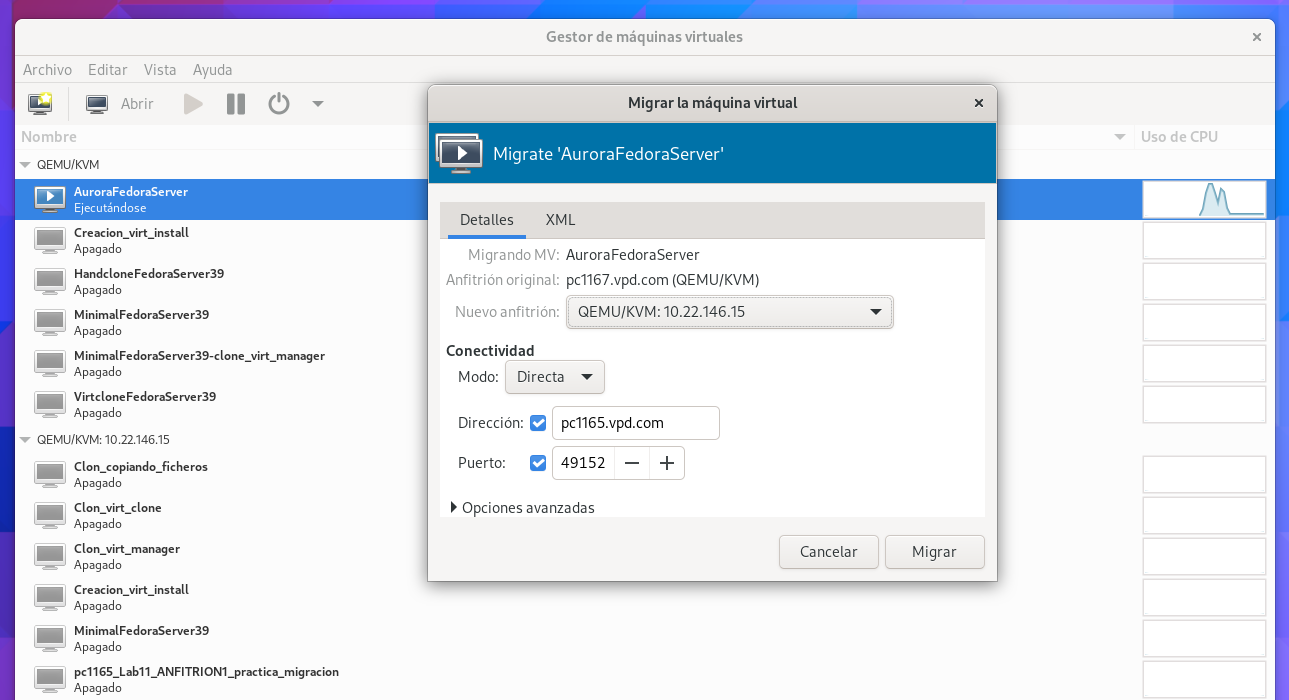 Gestor de máquinas virtuales
Archivo Editar Vista Ayuda
Abrir
Nombre Uso de CPU
QEMU/KVM
AuroraFedoraServer
Ejecutándose
Creacion_virt_install
Apagado
HandcloneFedoraServer39
Apagado
MinimalFedoraServer39
Apagado
MinimalFedoraServer39-clone_virt_manager
Apagado
VirtcloneFedoraServer39
Apagado
QEMU/KVM: 10.22.146.15
Clon_copiando_ficheros
Apagado
Clon_virt_clone
Apagado
Clon_virt_manager
Apagado
Creacion_virt_install
Apagado
MinimalFedoraServer39
Apagado
pc1165_Lab11_ANFITRION1_practica_migracion
Apagado
Migrar la máquina virtual
Migrate 'AuroraFedoraServer'
Detalles XML
Migrando MV: AuroraFedoraServer
Anfitrión original: pc1167.vpd.com (QEMU/KVM)
Nuevo anfitrión: QEMU/KVM: 10.22.146.15
Conectividad
Modo: Directa
Dirección: pc1165.vpd.com
Puerto: 49152
Opciones avanzadas
Cancelar Migrar